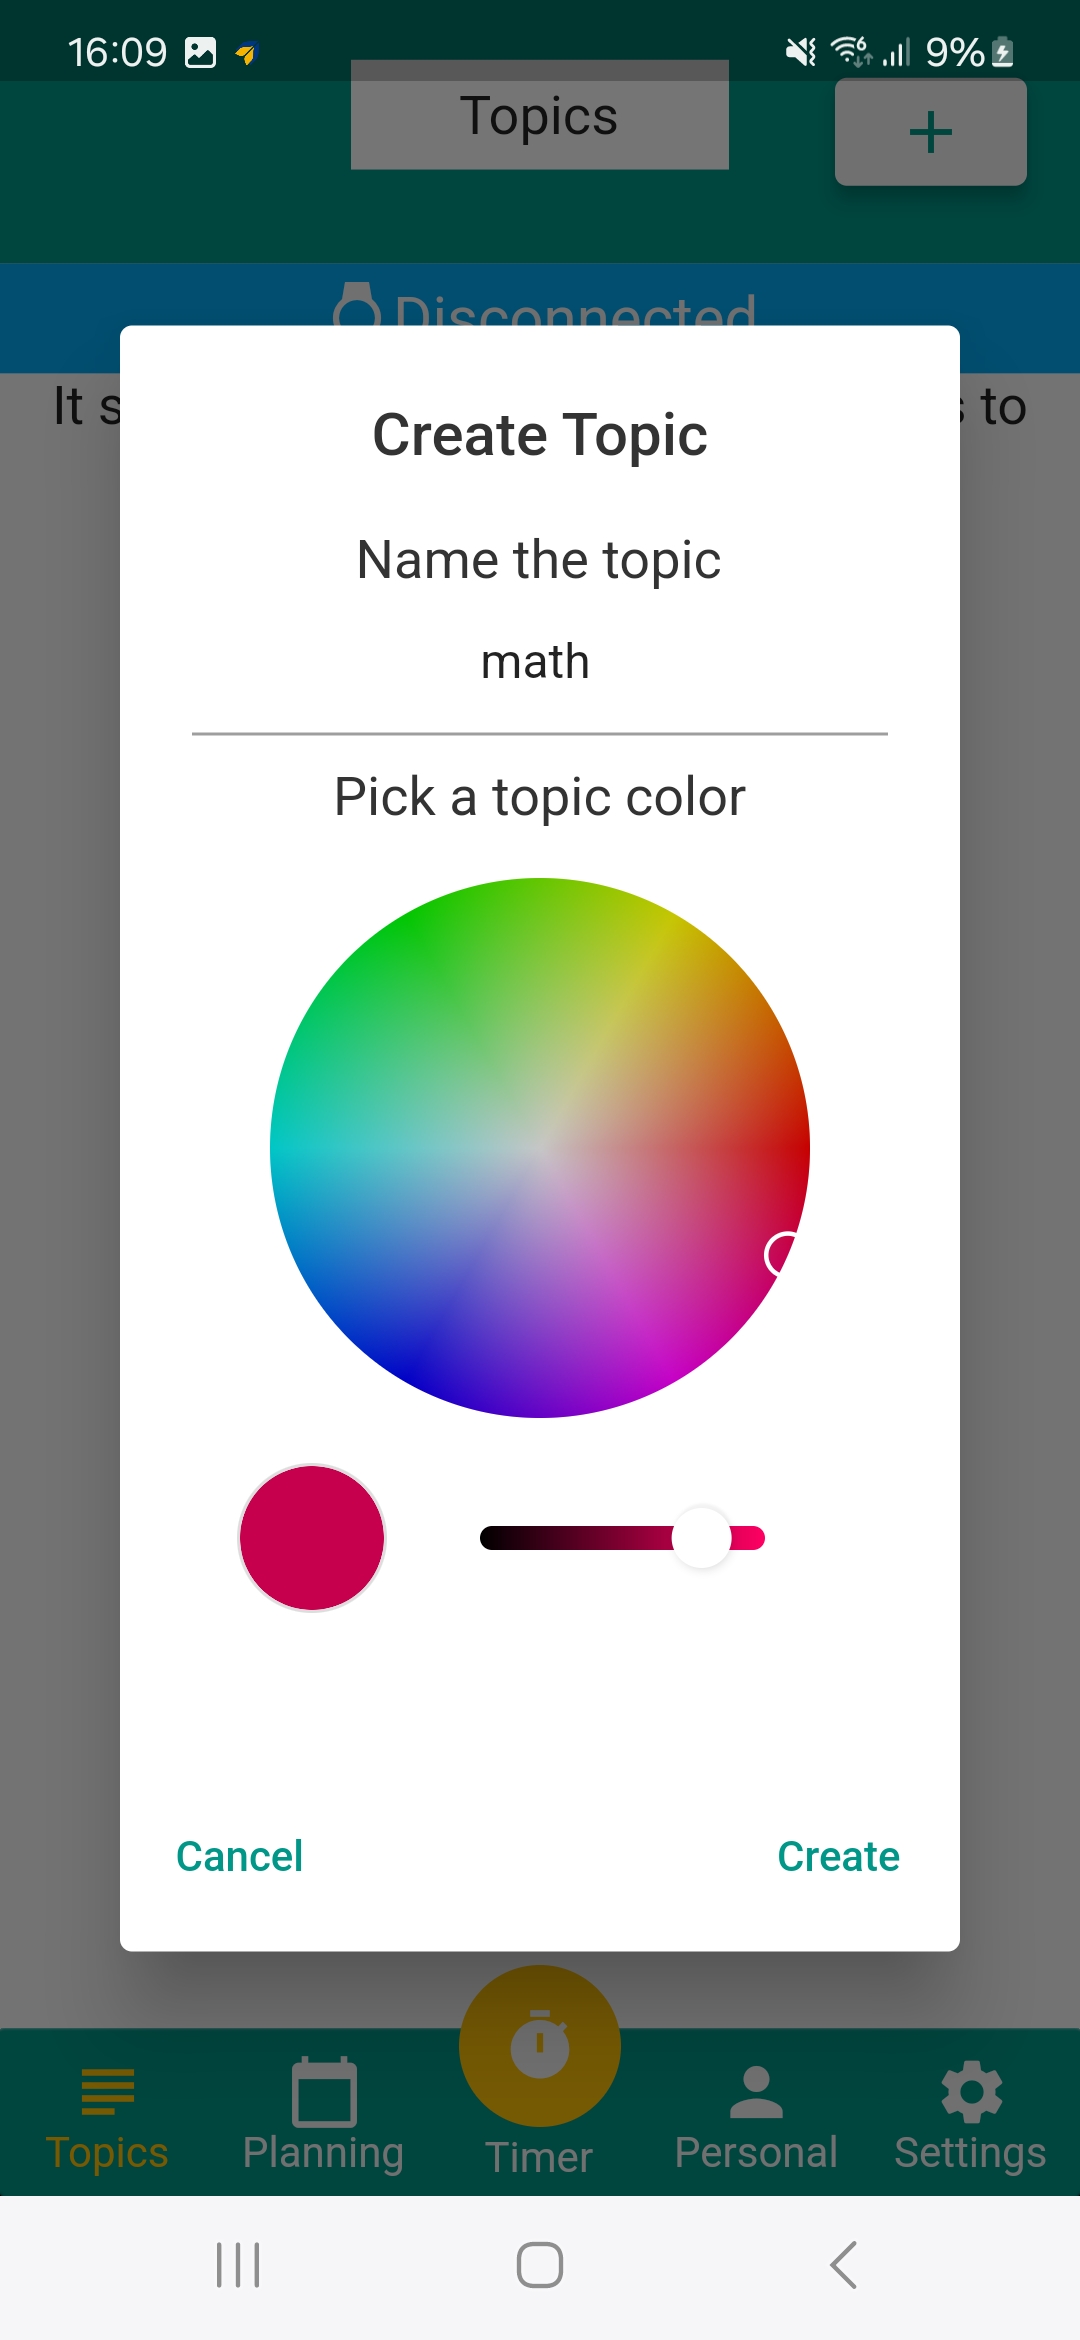 16:09
9%
Topics
Disconnected
It s
s to
Create Topic
Name the topic
math
Pick a topic color
Cancel
Create
Topics
Planning
Timer
Personal
Settings